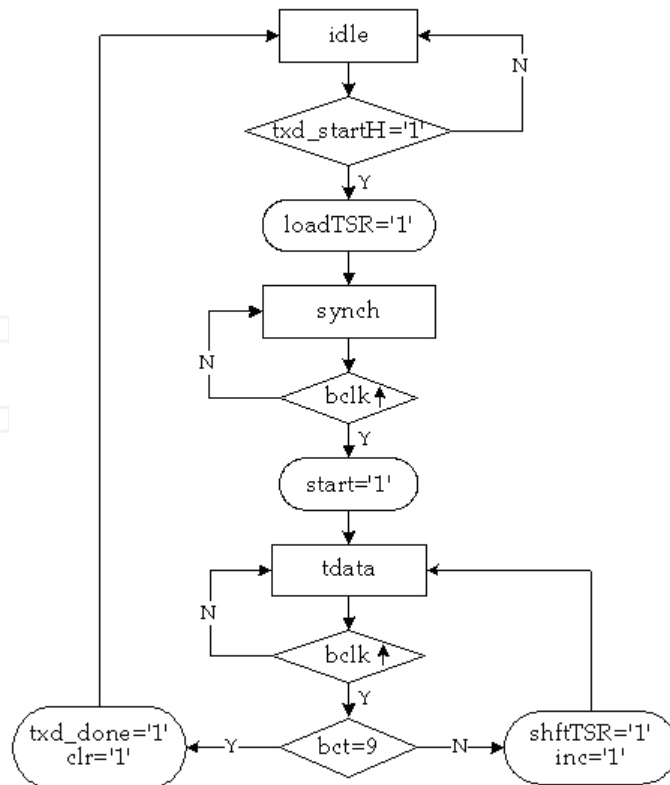 idle
N
txd_startH='1'
Y
loadTSR='1'
synch
N
bclk↑
Y
start='1'
tdata
N
bclk↑
Y
txd_done='1'
clr='1'
Y
bct=9
N
shftTSR='1'
inc='1'